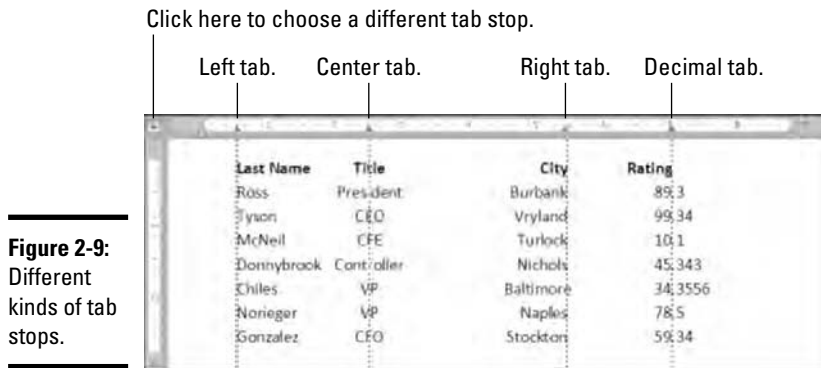 Click here to choose a different tab stop.
Left tab. Center tab. Right tab. Decimal tab.
Last Name Title City Rating
Ross President Burbank 89.3
Tyson CEO Vryland 99.34
McNeil CFE Turlock 10.1
Donnybrook Controller Nichols 45.343
Chiles VP Baltimore 34.3556
Norieger VP Naples 78.5
Gonzalez CEO Stockton 59.34
Figure 2-9:
Different
kinds of tab
stops.